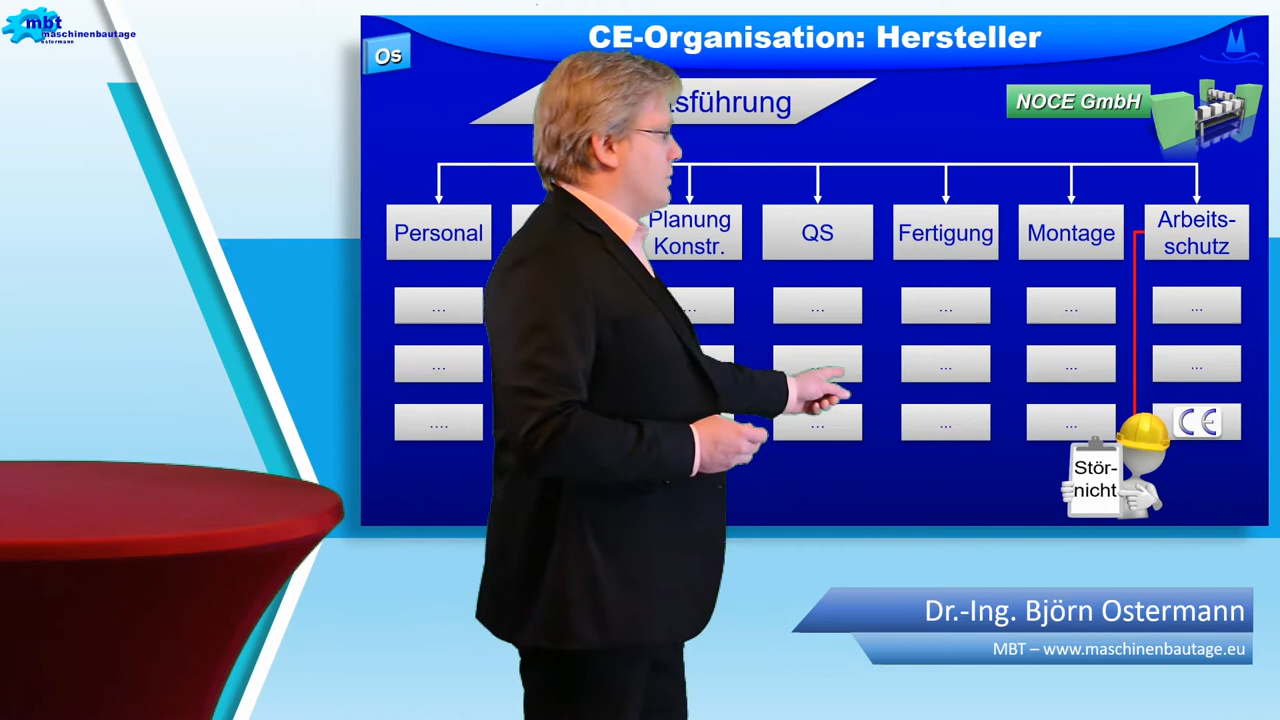 mbt
maschinenbautage
ostermann
CE-Organisation: Hersteller
Os
sführung
NOCE GmbH
Personal
Planung
Konstr.
QS
Fertigung
Montage
Arbeits-
schutz
...
...
...
...
...
...
...
...
...
...
...
....
...
...
...
CE
Stör-
nicht
Dr.-Ing. Björn Ostermann
MBT – www.maschinenbautage.eu